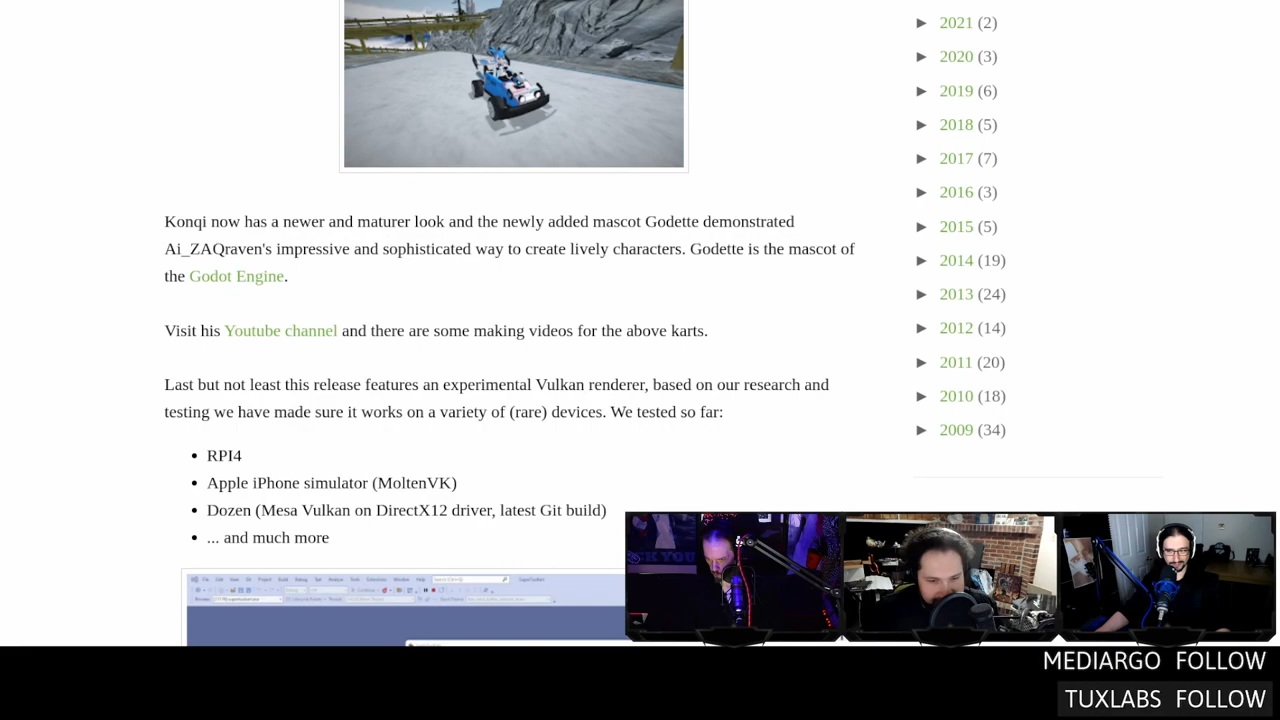 Konqi now has a newer and maturer look and the newly added mascot Godette demonstrated
Ai_ZAQraven's impressive and sophisticated way to create lively characters. Godette is the mascot of
the Godot Engine.
Visit his Youtube channel and there are some making videos for the above karts.
Last but not least this release features an experimental Vulkan renderer, based on our research and
testing we have made sure it works on a variety of (rare) devices. We tested so far:
• RPI4
• Apple iPhone simulator (MoltenVK)
• Dozen (Mesa Vulkan on DirectX12 driver, latest Git build)
• ... and much more
► 2021 (2)
► 2020 (3)
► 2019 (6)
► 2018 (5)
► 2017 (7)
► 2016 (3)
► 2015 (5)
► 2014 (19)
► 2013 (24)
► 2012 (14)
► 2011 (20)
► 2010 (18)
► 2009 (34)
MEDIARGO FOLLOW
TUXLABS FOLLOW